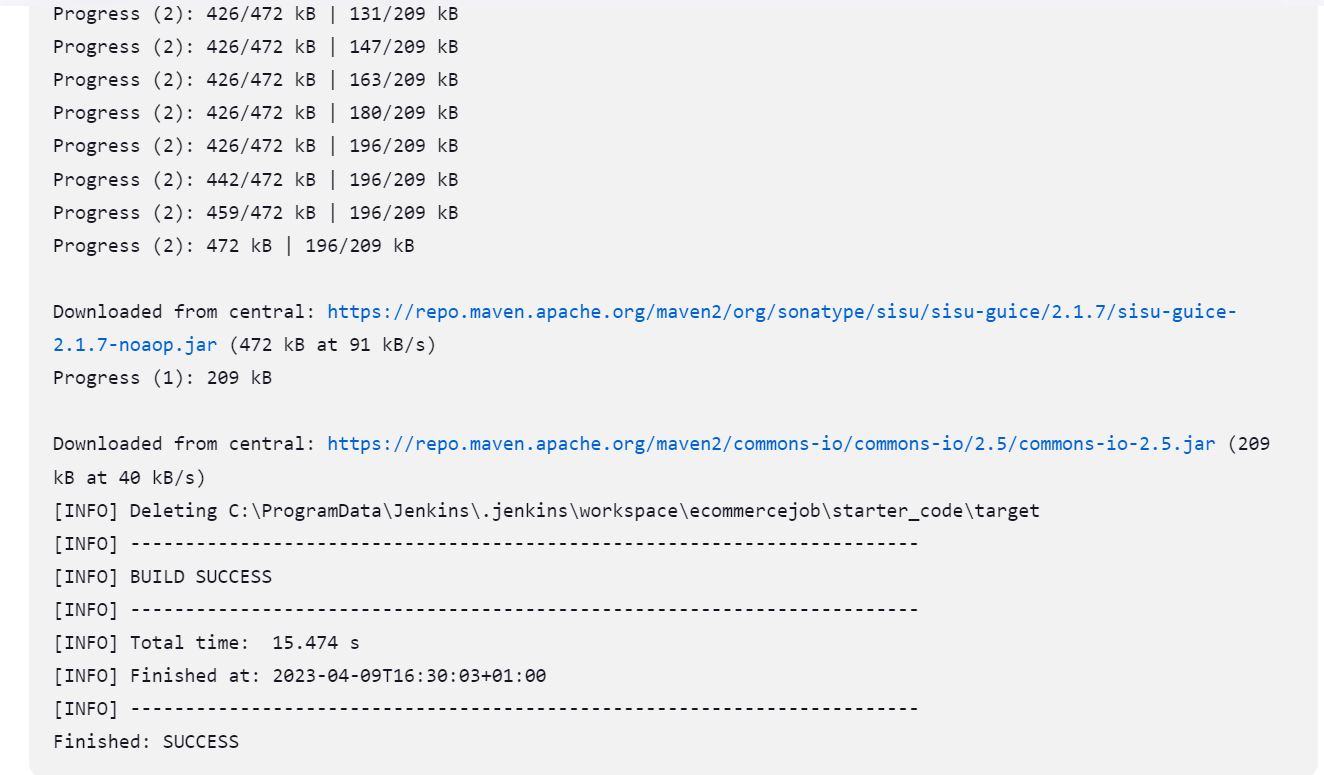 Progress (2): 426/472 kB | 131/209 kB
Progress (2): 426/472 kB | 147/209 kB
Progress (2): 426/472 kB | 163/209 kB
Progress (2): 426/472 kB | 180/209 kB
Progress (2): 426/472 kB | 196/209 kB
Progress (2): 442/472 kB | 196/209 kB
Progress (2): 459/472 kB | 196/209 kB
Progress (2): 472 kB | 196/209 kB
Downloaded from central: https://repo.maven.apache.org/maven2/org/sonatype/sisu/sisu-guice/2.1.7/sisu-guice-
2.1.7-noaop.jar (472 kB at 91 kB/s)
Progress (1): 209 kB
Downloaded from central: https://repo.maven.apache.org/maven2/commons-io/commons-io/2.5/commons-io-2.5.jar (209
kB at 40 kB/s)
[INFO] Deleting C:\ProgramData\Jenkins\.jenkins\workspace\ecommercejob\starter_code\target
[INFO] ------------------------------------------------------------------------
[INFO] BUILD SUCCESS
[INFO] ------------------------------------------------------------------------
[INFO] Total time:  15.474 s
[INFO] Finished at: 2023-04-09T16:30:03+01:00
[INFO] ------------------------------------------------------------------------
Finished: SUCCESS